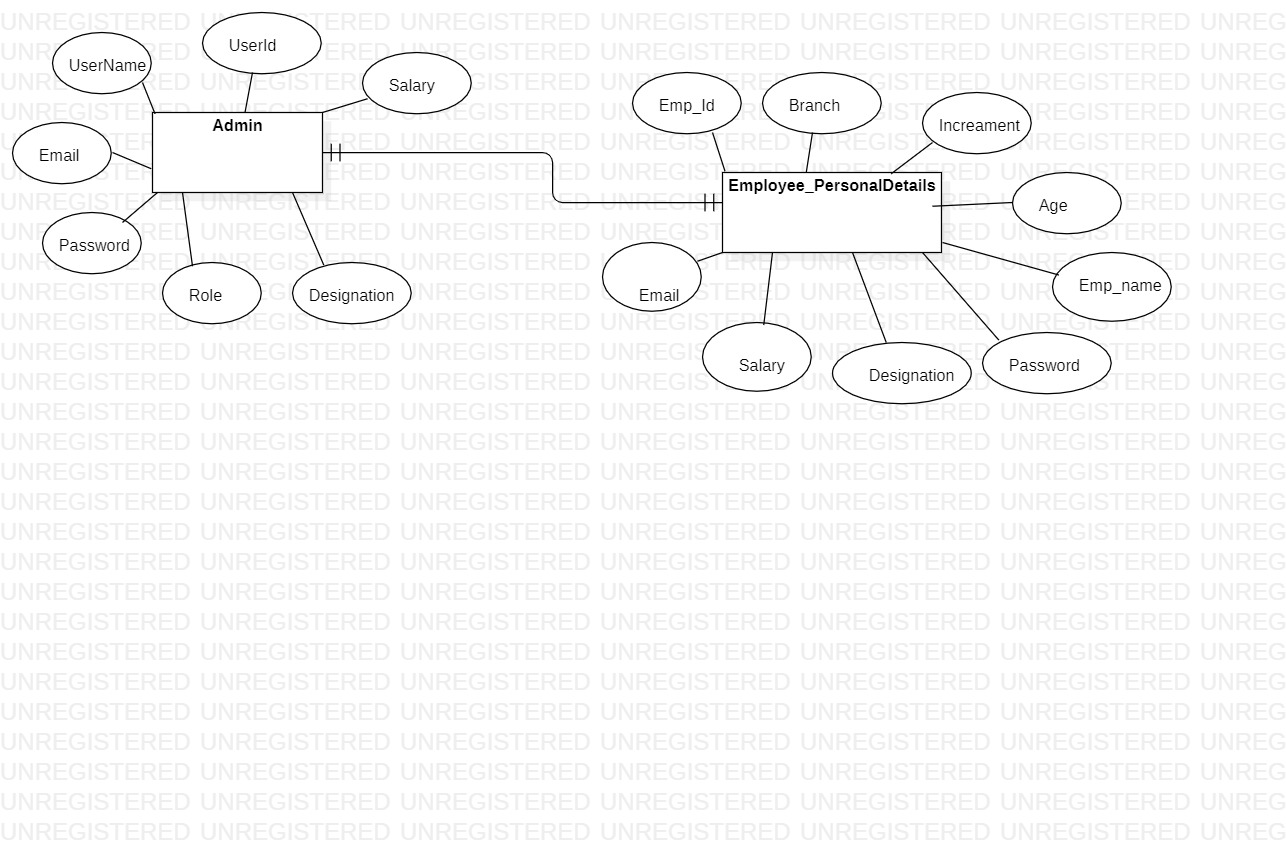 UserName
UserId
Salary
Admin
Email
Password
Role
Designation
Emp_Id
Branch
Increament
Employee_PersonalDetails
Age
Email
Emp_name
Salary
Designation
Password
UNREGISTERED